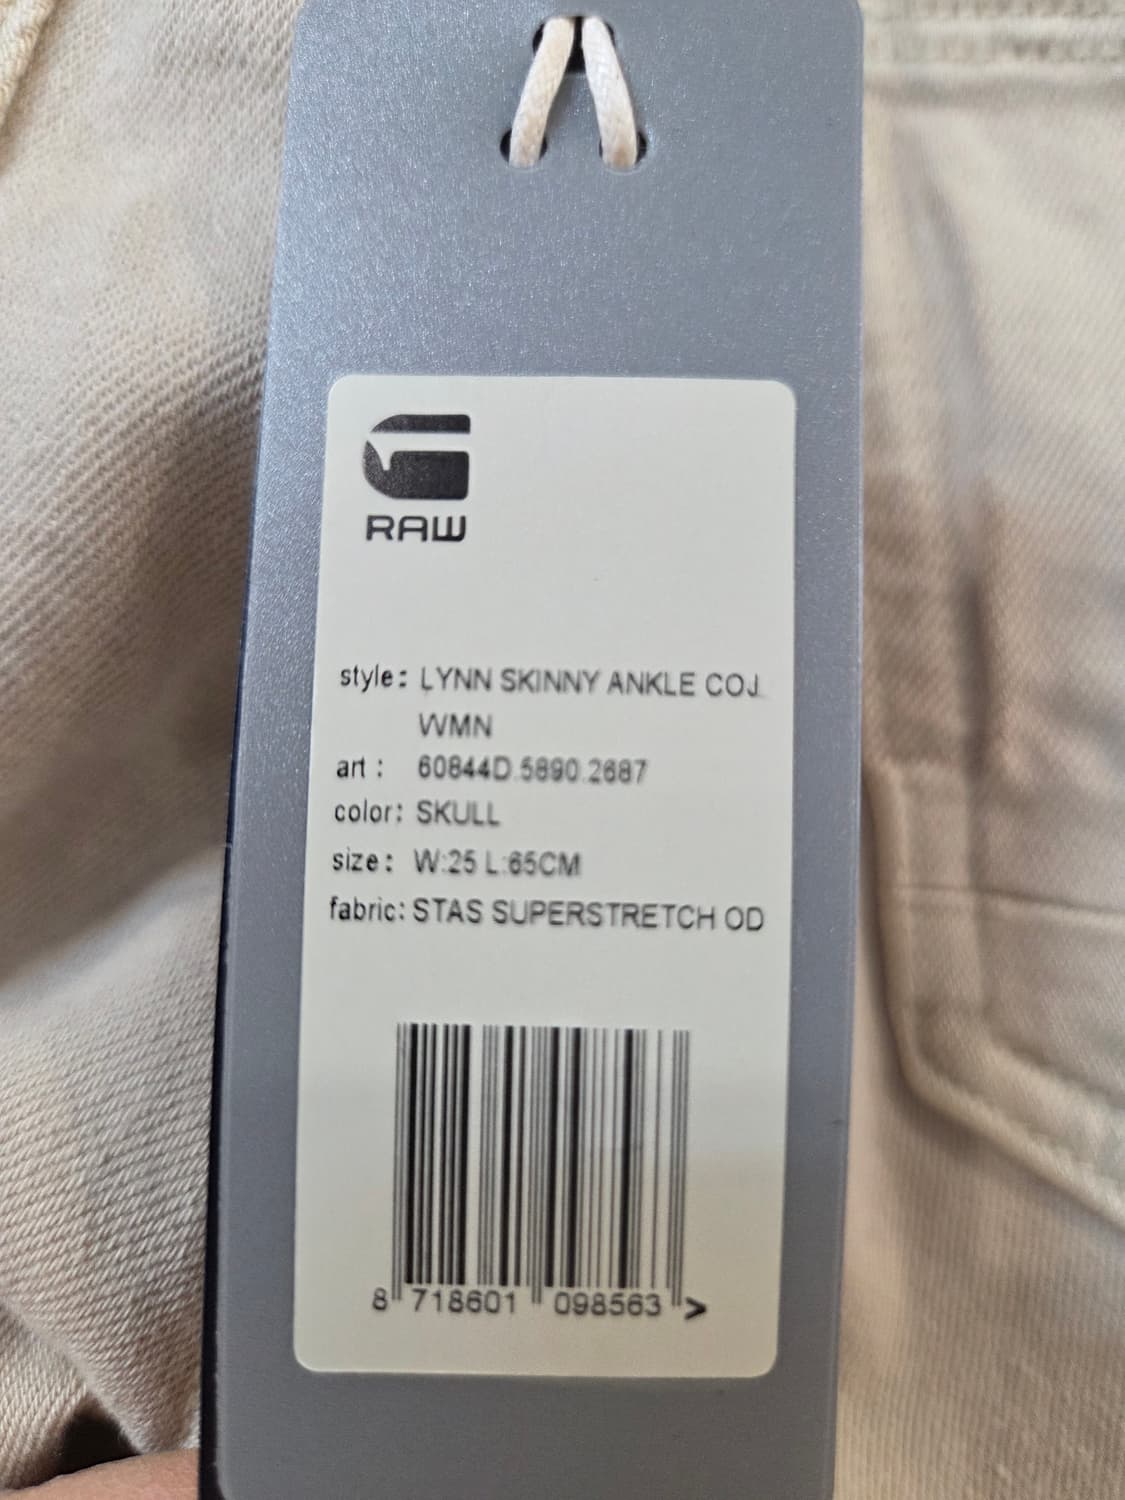 RAW
style: LYNN SKINNY ANKLE COJ
WMN
art : 60844D.5890.2687
color: SKULL
size: W:25 L:65CM
fabric: STAS SUPERSTRETCH OD
8 718601 098563 >